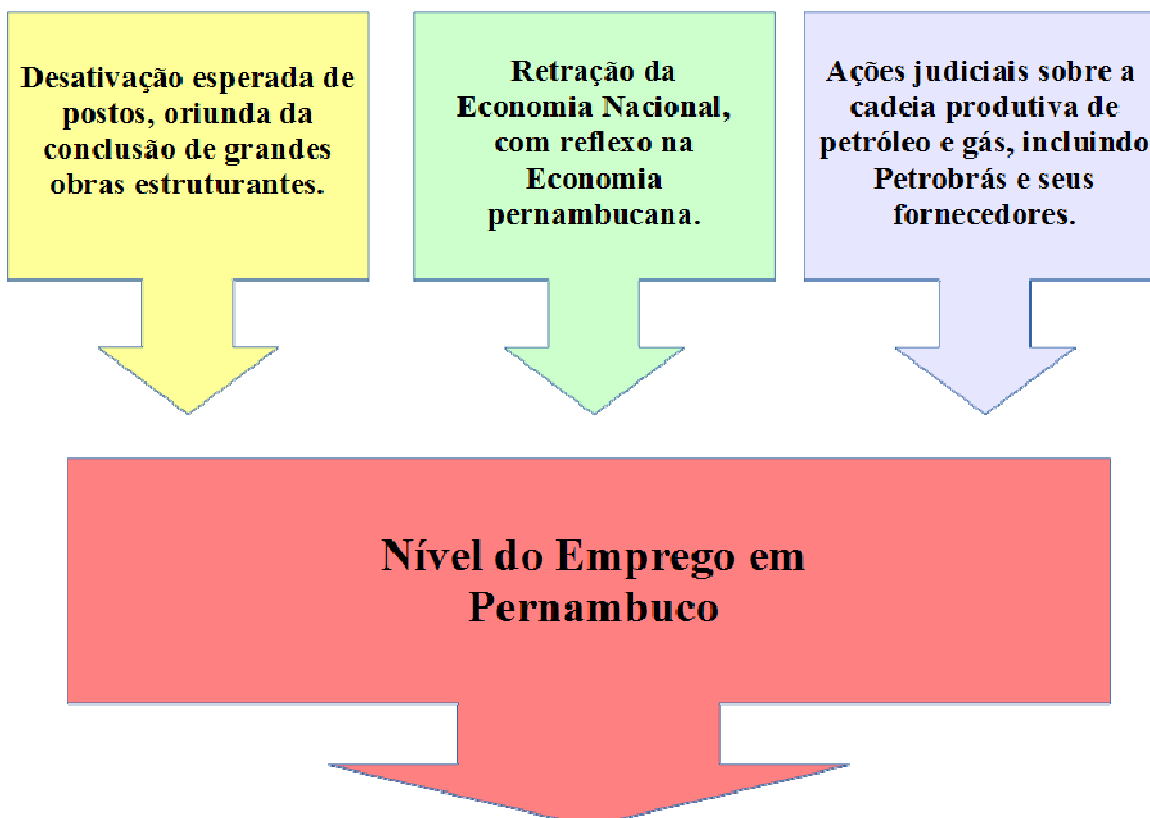 Desativação esperada de
postos, oriunda da
conclusão de grandes
obras estruturantes.
Retração da
Economia Nacional,
com reflexo na
Economia
pernambucana.
Ações judiciais sobre a
cadeia produtiva de
petróleo e gás, incluindo
Petrobrás e seus
fornecedores.
Nível do Emprego em
Pernambuco